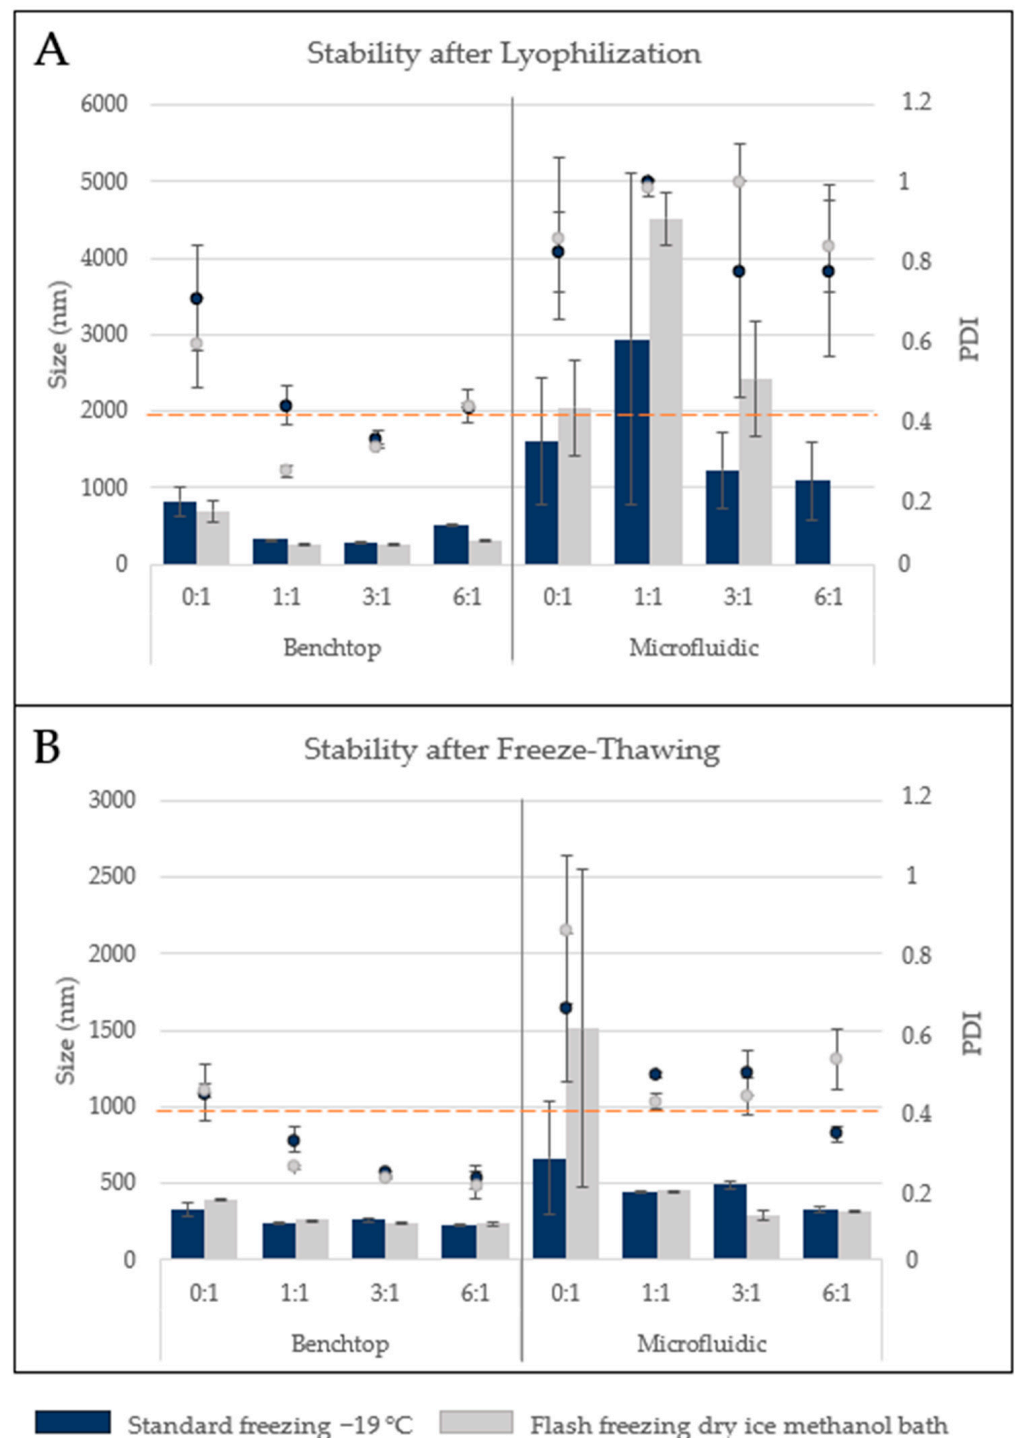 A
Stability after Lyophilization
6000
5000
4000
3000
2000
1000
0
Size (nm)
1.2
1
0.8
0.6
0.4
0.2
0
PDI
0:1 1:1 3:1 6:1 0:1 1:1 3:1 6:1
Benchtop Microfluidic
B
Stability after Freeze-Thawing
3000
2500
2000
1500
1000
500
0
Size (nm)
1.2
1
0.8
0.6
0.4
0.2
0
PDI
0:1 1:1 3:1 6:1 0:1 1:1 3:1 6:1
Benchtop Microfluidic
Standard freezing −19 °C Flash freezing dry ice methanol bath